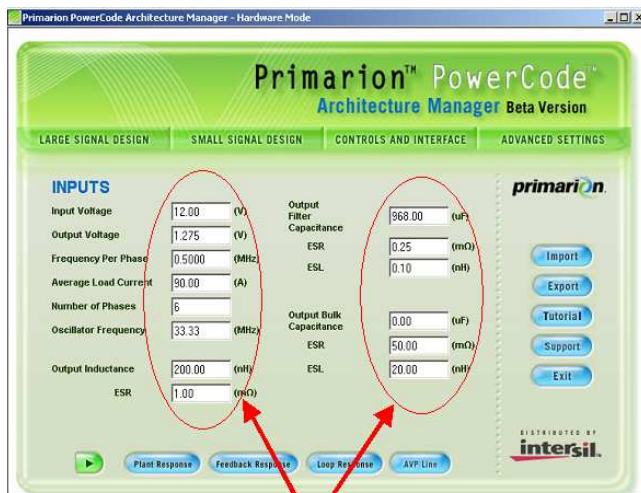 Primarion PowerCode Architecture Manager - Hardware Mode
Primarion™ PowerCode™
Architecture Manager Beta Version
LARGE SIGNAL DESIGN SMALL SIGNAL DESIGN CONTROLS AND INTERFACE ADVANCED SETTINGS
INPUTS
Input Voltage 12.00 (V)
Output Voltage 1.275 (V)
Frequency Per Phase 0.5000 (MHz)
Average Load Current 90.00 (A)
Number of Phases 6
Oscillator Frequency 33.33 (MHz)
Output Inductance 200.00 (nH)
ESR 1.00 (mΩ)
Output
Filter
Capacitance 968.00 (uF)
ESR 0.25 (mΩ)
ESL 0.10 (nH)
Output Bulk
Capacitance 0.00 (uF)
ESR 50.00 (mΩ)
ESL 20.00 (nH)
primarion.
Import
Export
Tutorial
Support
Exit
DISTRIBUTED BY
intersil.
Plant Response Feedback Response Loop Response AVP Line